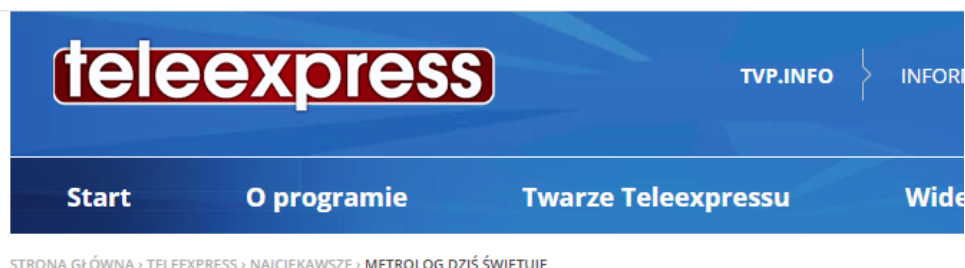 teleexpress
TVP.INFO
Start O programie Twarze Teleexpressu
STRONA GŁÓWNA › TELEEXPRESS › NAJCIEKAWSZE › METROLOG DZIŚ ŚWIĘTUJE